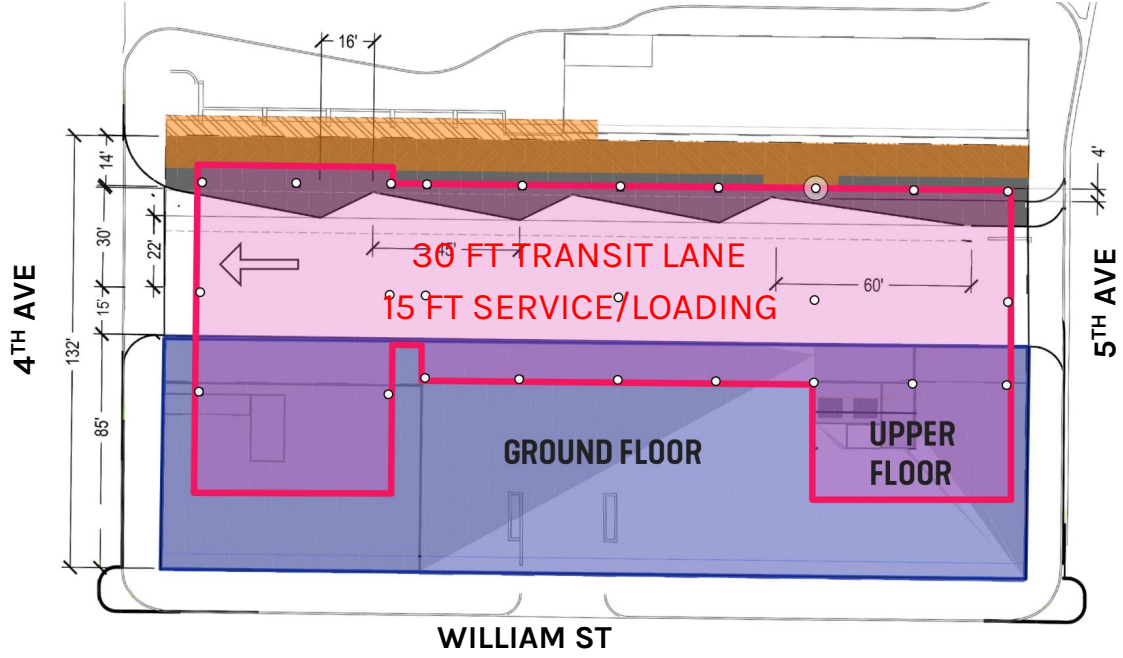 16'
14'
4'
30'
22'
45'
30 FT TRANSIT LANE
60'
15'
15 FT SERVICE/LOADING
4TH AVE
5TH AVE
132'
85'
GROUND FLOOR
UPPER
FLOOR
WILLIAM ST